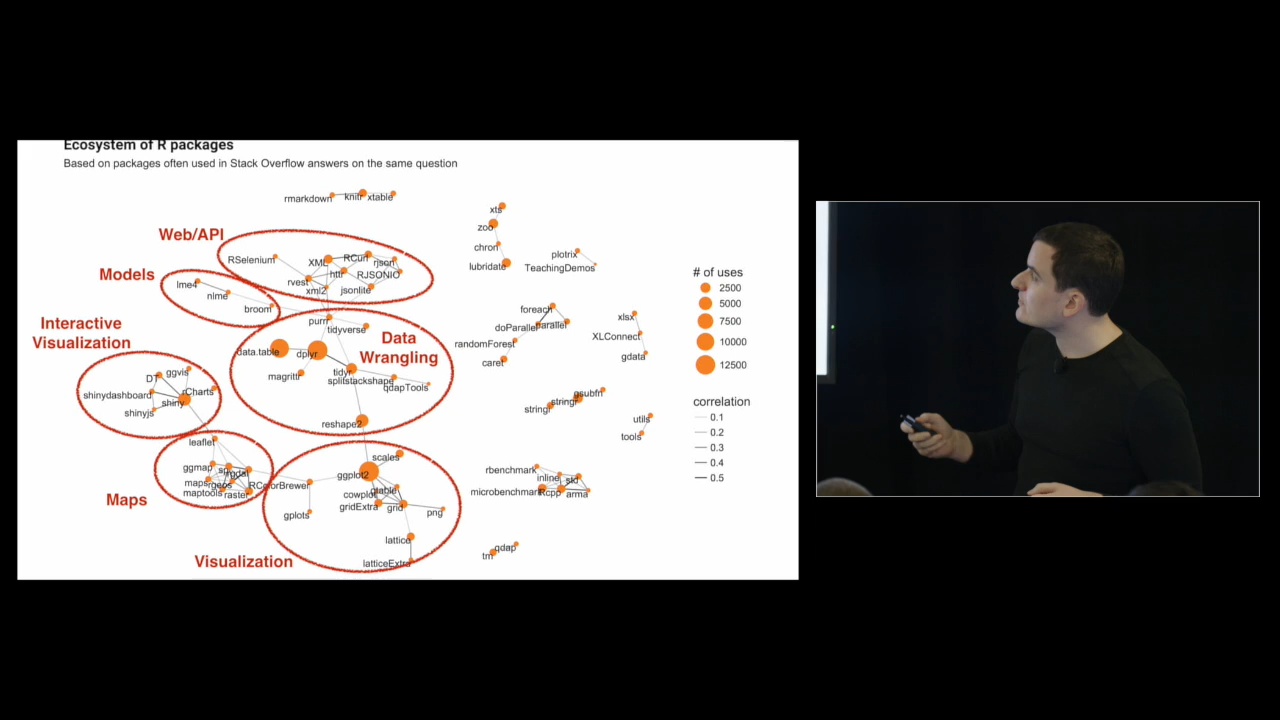 Ecosystem of R packages
Based on packages often used in Stack Overflow answers on the same question
rmarkdown
knitr
xtable
Web/API
RSelenium
XML
RCurl
rjson
httr
rvest
RJSONIO
xml2
jsonlite
Models
lme4
nlme
broom
Interactive
Visualization
DT
ggvis
rCharts
shinydashboard
shiny
shinyjs
purrr
tidyverse
Data
Wrangling
data.table
dplyr
magrittr
tidyr
splitstackshape
qdapTools
reshape2
leaflet
ggmap
sp
rgdal
maps
rgeos
maptools
raster
Maps
RColorBrewer
scales
ggplot2
gtable
cowplot
gridExtra
grid
gplots
png
lattice
latticeExtra
Visualization
xts
zoo
chron
lubridate
plotrix
TeachingDemos
foreach
doParallel
parallel
randomForest
caret
xlsx
XLConnect
gdata
gsubfn
stringr
stringi
utils
tools
rbenchmark
inline
std
microbenchmark
Rcpp
arma
qdap
tm
# of uses
2500
5000
7500
10000
12500
correlation
0.1
0.2
0.3
0.4
0.5